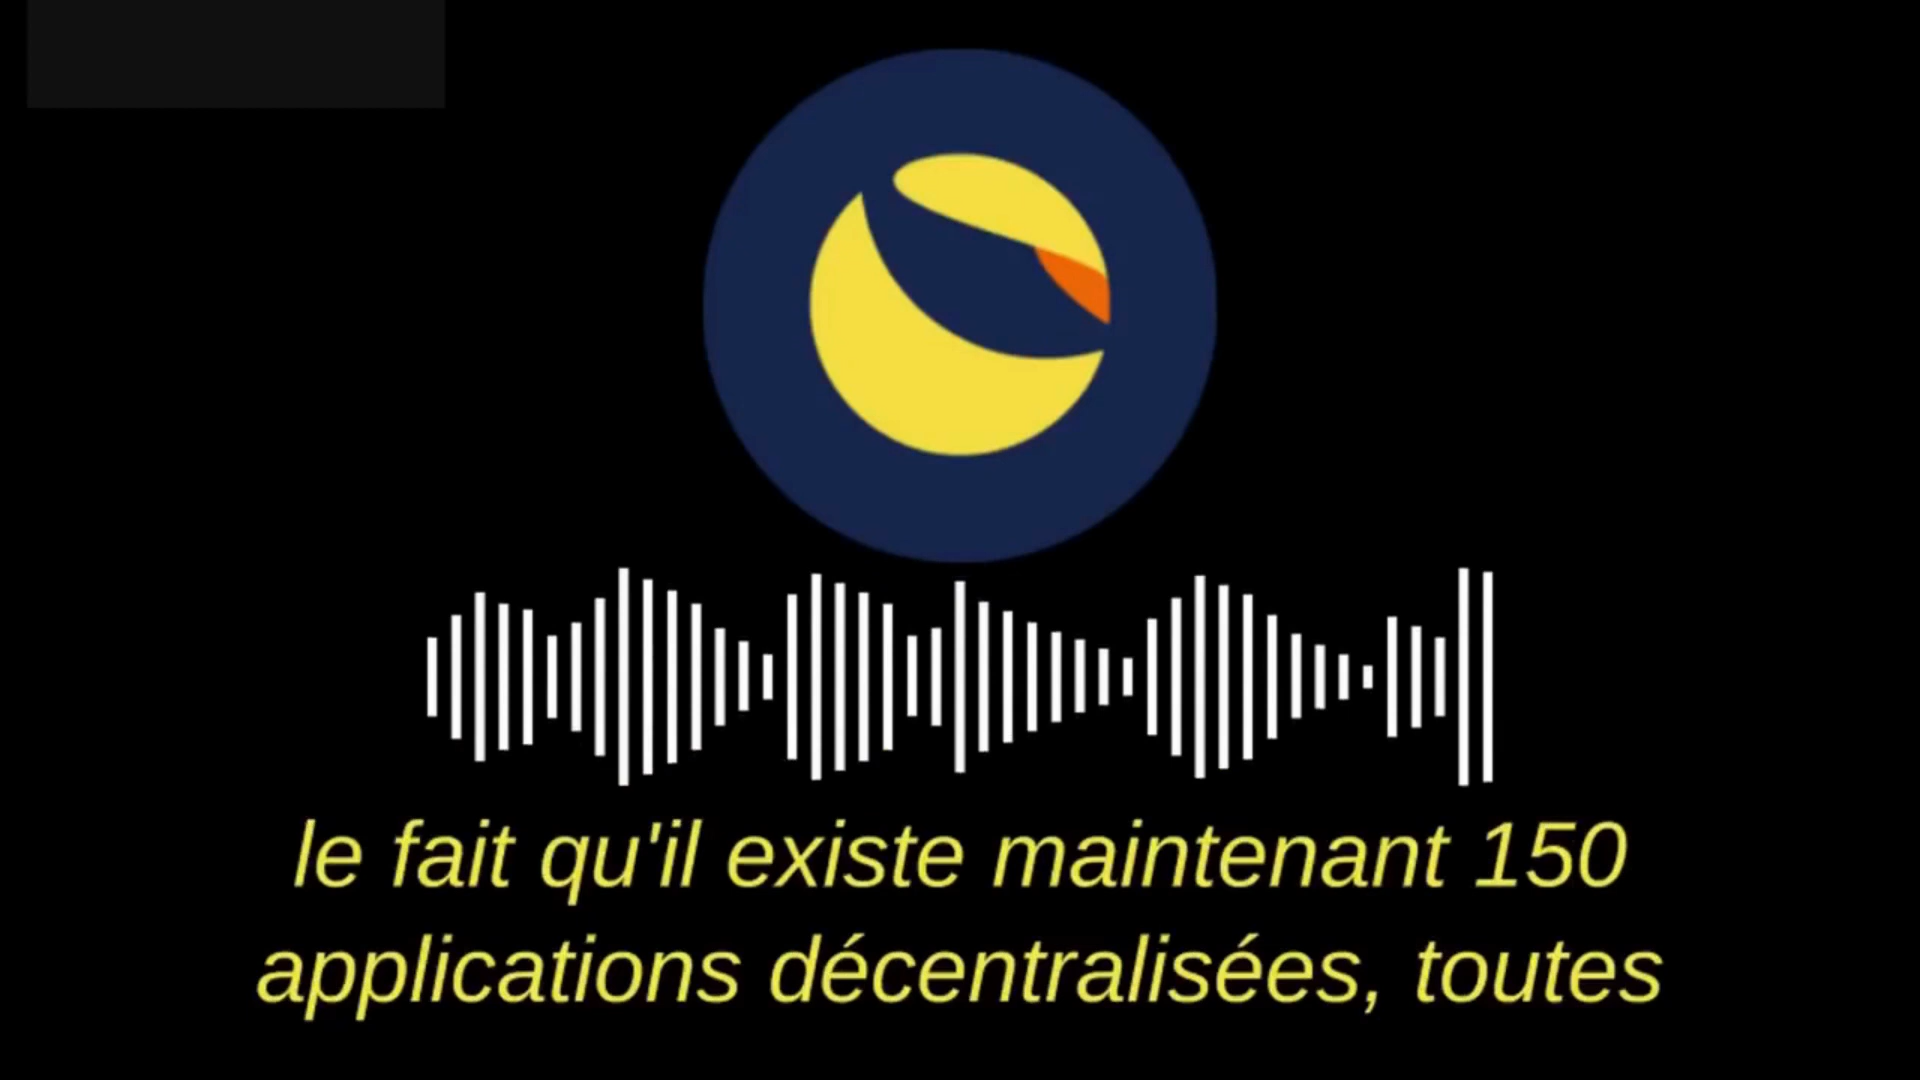 le fait qu'il existe maintenant 150
applications décentralisées, toutes